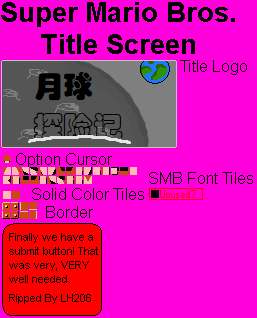 Super Mario Bros.
Title Screen
Title Logo
月球
探险记
Option Cursor
SMB Font Tiles
Solid Color Tiles
Unused?
Border
Finally we have a
submit button! That
was very, VERY
well needed.
Ripped By LH206